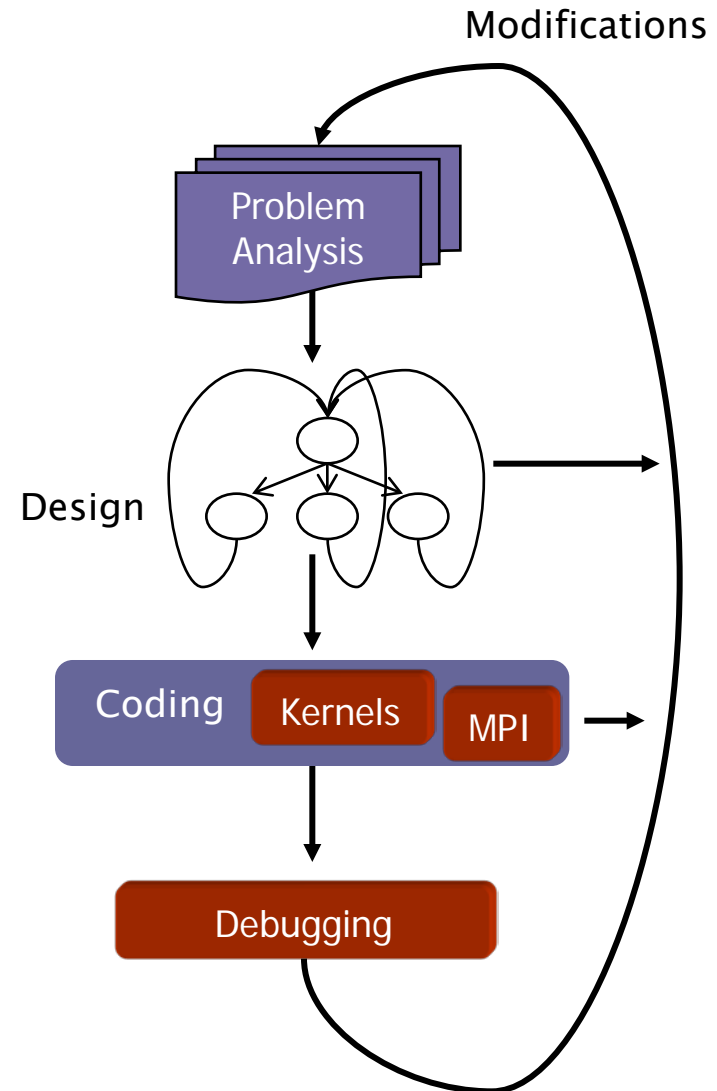 Modifications
Problem
Analysis
Design
Coding
Kernels
MPI
Debugging